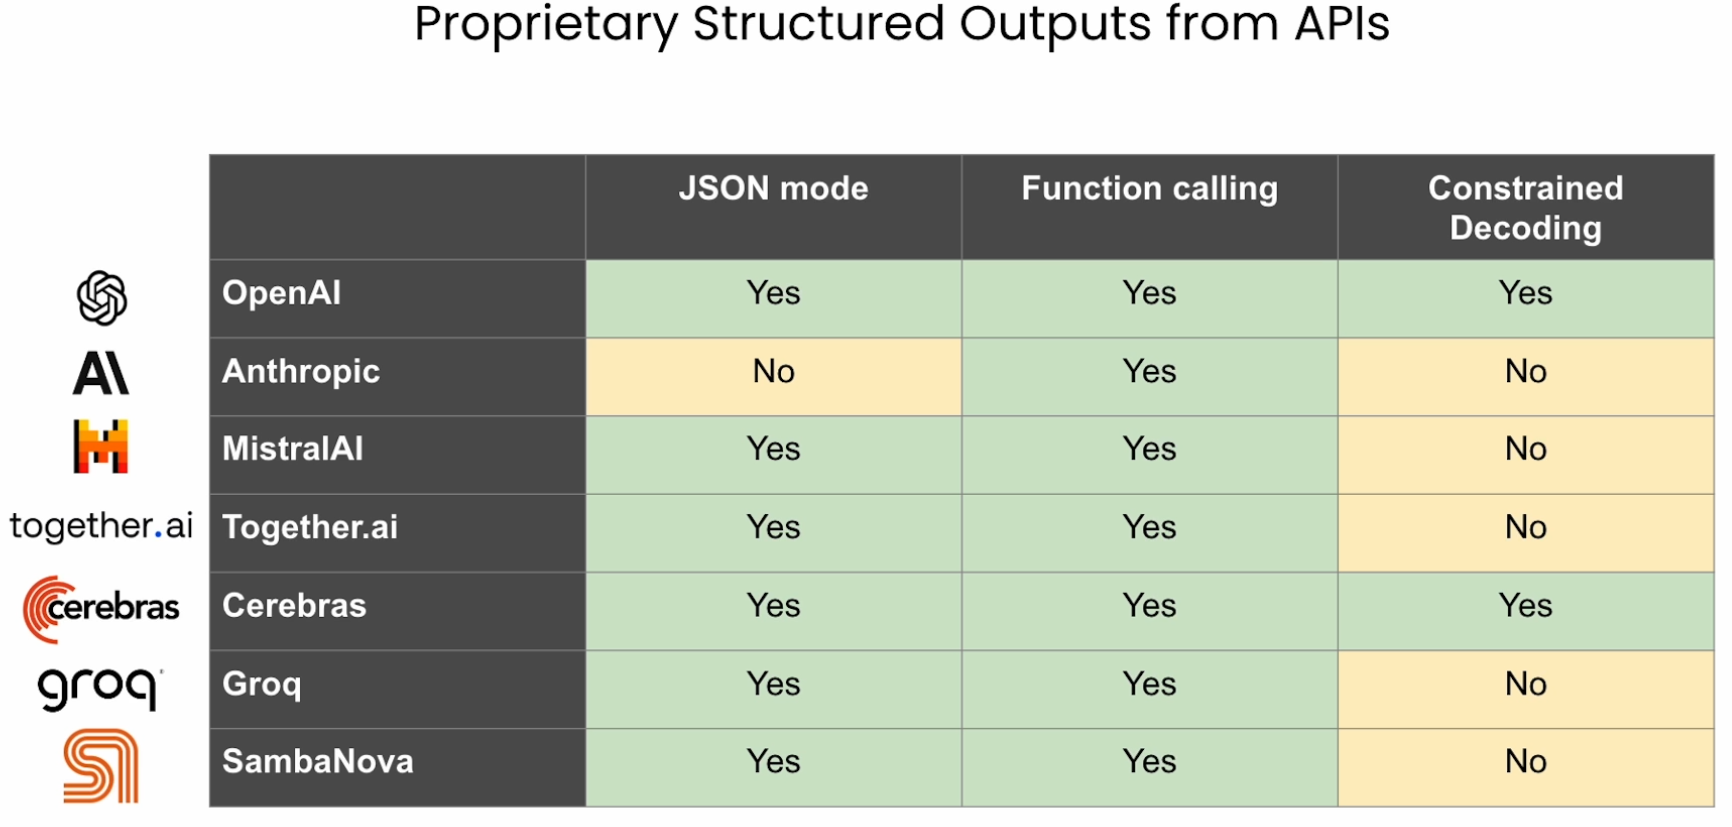 Proprietary Structured Outputs from APIs
JSON mode Function calling Constrained
Decoding
OpenAI Yes Yes Yes
Anthropic No Yes No
MistralAI Yes Yes No
together.ai Together.ai Yes Yes No
cerebras Cerebras Yes Yes Yes
groq Groq Yes Yes No
SambaNova Yes Yes No